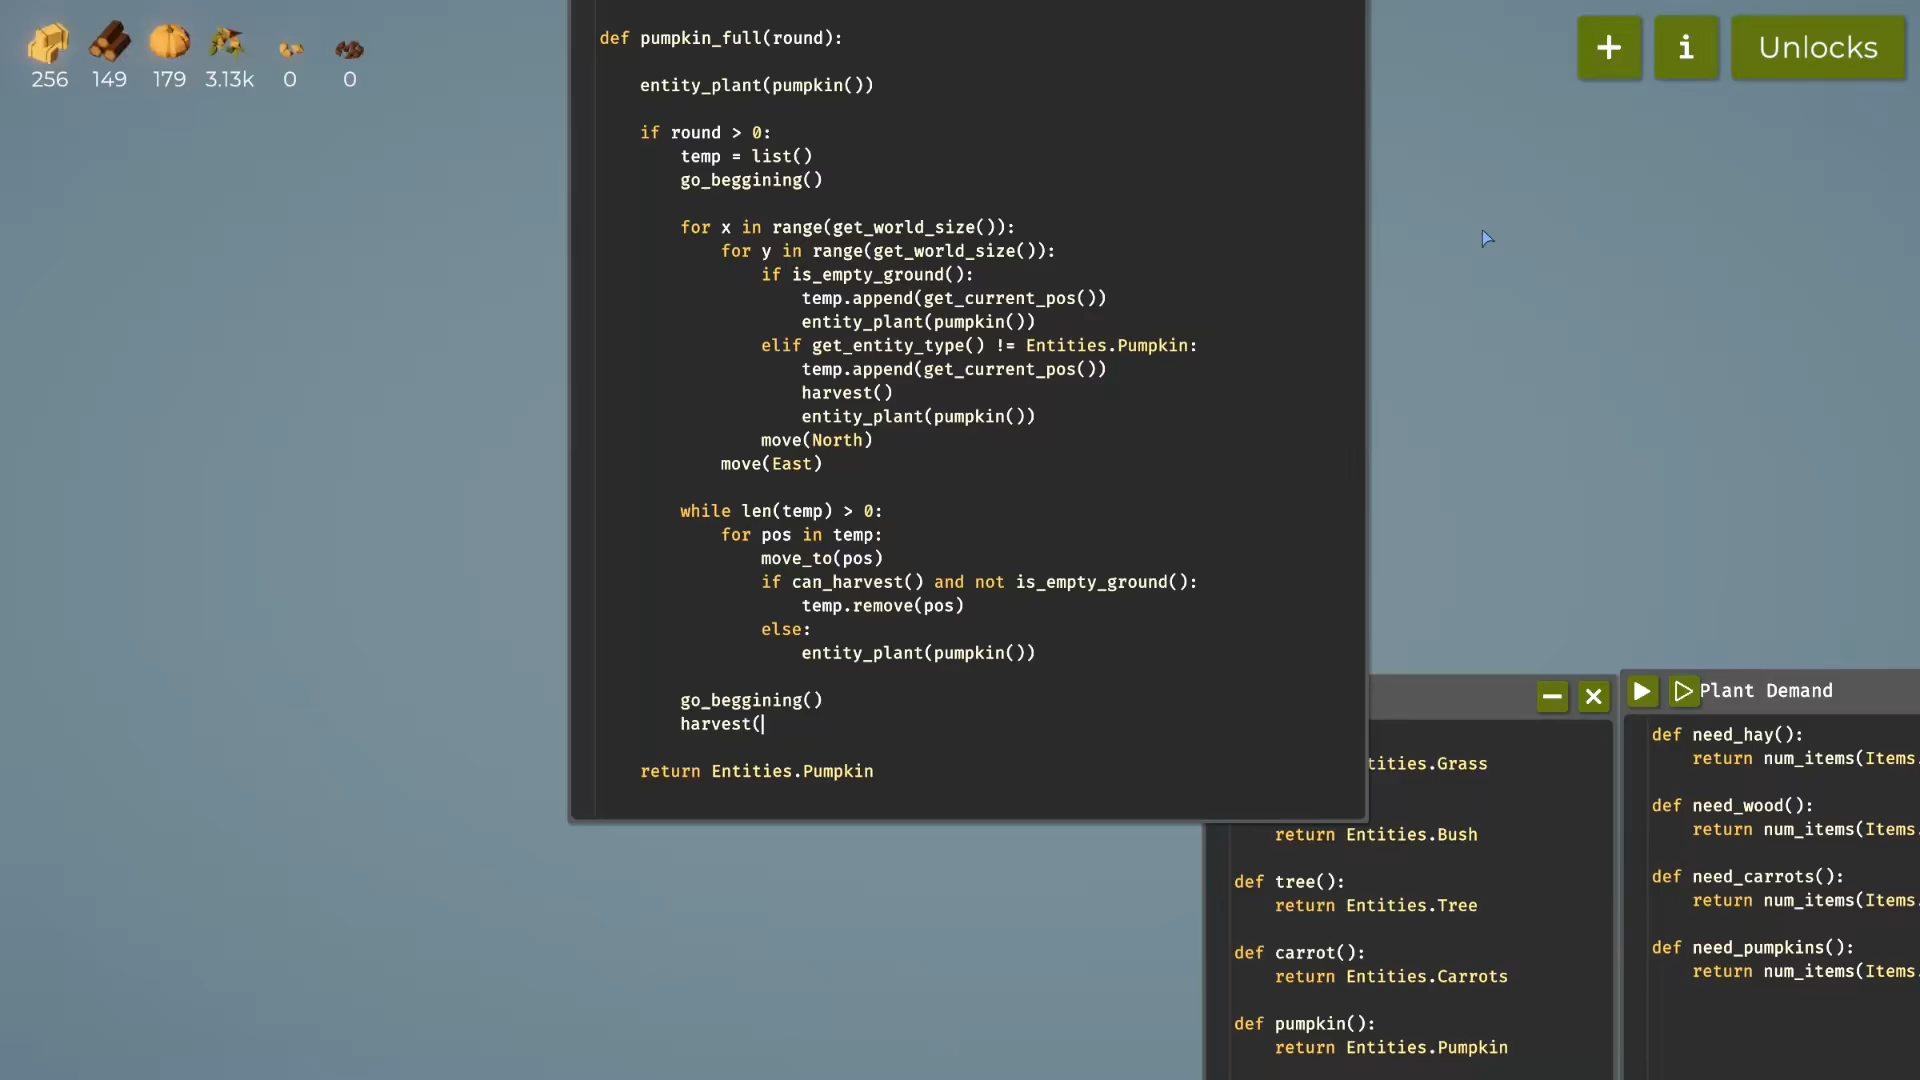 256 149 179 3.13k 0 0
+ i Unlocks
def pumpkin_full(round):
entity_plant(pumpkin())
if round > 0:
temp = list()
go_beggining()
for x in range(get_world_size()):
for y in range(get_world_size()):
if is_empty_ground():
temp.append(get_current_pos())
entity_plant(pumpkin())
elif get_entity_type() != Entities.Pumpkin:
temp.append(get_current_pos())
harvest()
entity_plant(pumpkin())
move(North)
move(East)
while len(temp) > 0:
for pos in temp:
move_to(pos)
if can_harvest() and not is_empty_ground():
temp.remove(pos)
else:
entity_plant(pumpkin())
go_beggining()
harvest(
return Entities.Pumpkin
tities.Grass
return Entities.Bush
def tree():
return Entities.Tree
def carrot():
return Entities.Carrots
def pumpkin():
return Entities.Pumpkin
Plant Demand
def need_hay():
return num_items(Items.
def need_wood():
return num_items(Items.
def need_carrots():
return num_items(Items.
def need_pumpkins():
return num_items(Items.